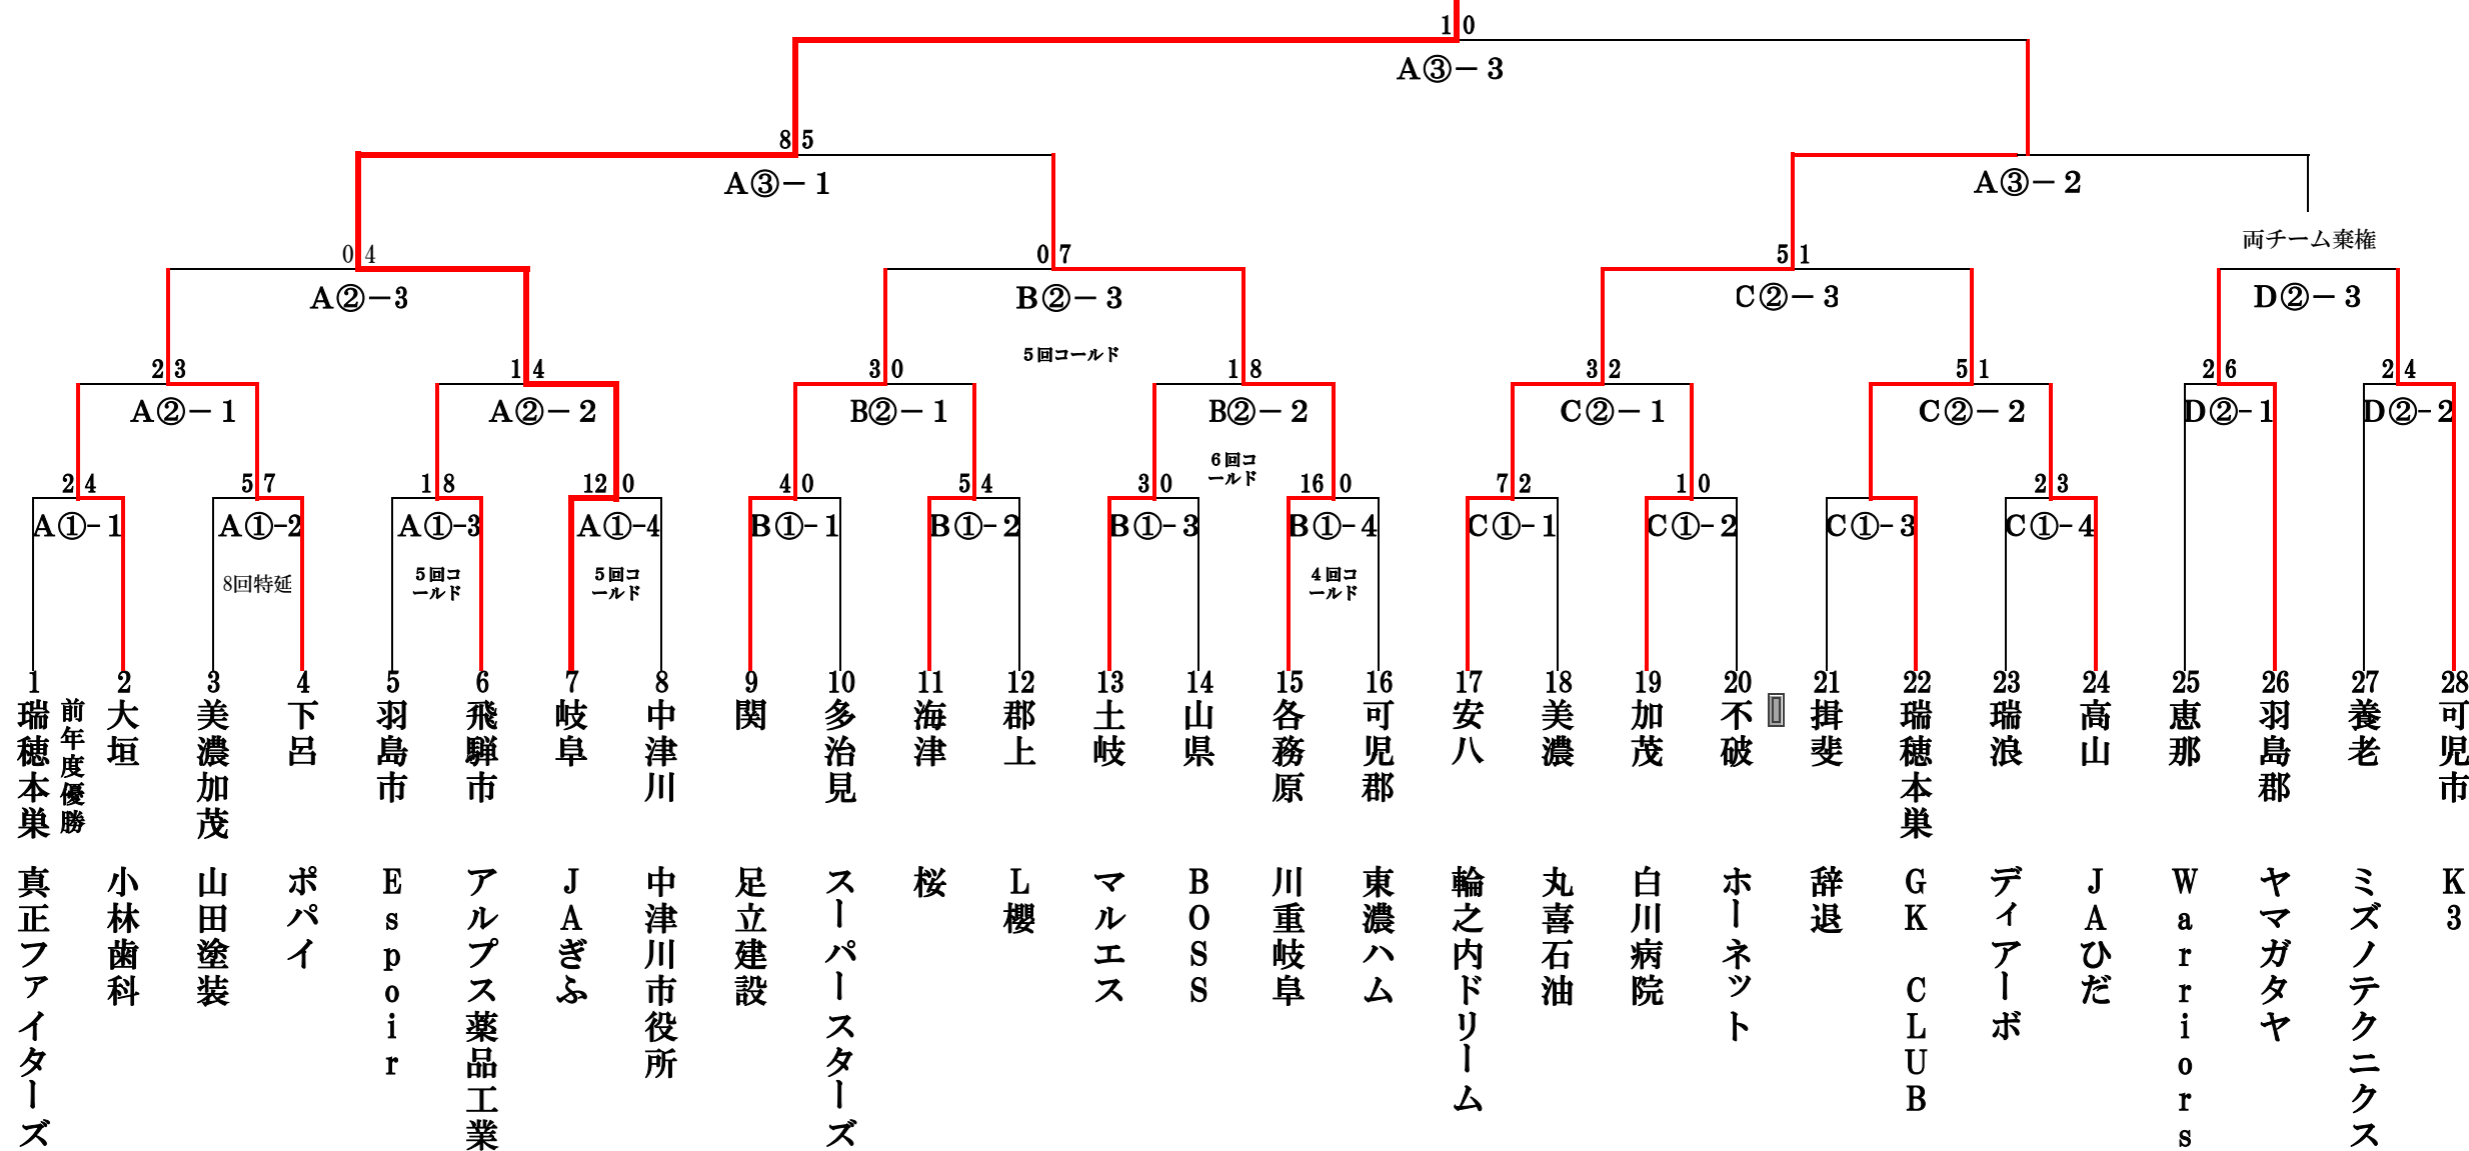 1 0
A③－3
8 5
A③－1
A③－2
両チーム棄権
0 4
0 7
5 1
A②－3
B②－3
C②－3
D②－3
5回コールド
2 3
1 4
3 0
1 8
3 2
5 1
2 6
2 4
A②－1
A②－2
B②－1
B②－2
C②－1
C②－2
D②-1
D②-2
6回コ
ールド
2 4
5 7
1 8
12 0
4 0
5 4
3 0
16 0
7 2
1 0
2 3
A①-1
A①-2
A①-3
A①-4
B①-1
B①-2
B①-3
B①-4
C①-1
C①-2
C①-3
C①-4
8回特延
5回コ
ールド
5回コ
ールド
4回コ
ールド
1 瑞穂本巣 真正ファイターズ
前年度優勝
2 大垣 小林歯科
3 美濃加茂 山田塗装
4 下呂 ポパイ
5 羽島市 Espoir
6 飛騨市 アルプス薬品工業
7 岐阜 JAぎふ
8 中津川 中津川市役所
9 関 足立建設
10 多治見 スーパースターズ
11 海津 桜
12 郡上 L櫻
13 土岐 マルエス
14 山県 BOSS
15 各務原 川重岐阜
16 可児郡 東濃ハム
17 安八 輪之内ドリーム
18 美濃 丸喜石油
19 加茂 白川病院
20 不破 ホーネット
21 揖斐 辞退
22 瑞穂本巣 GK CLUB
23 瑞浪 ディアーボ
24 高山 JAひだ
25 恵那 Warriors
26 羽島郡 ヤマガタヤ
27 養老 ミズノテクニクス
28 可児市 K3